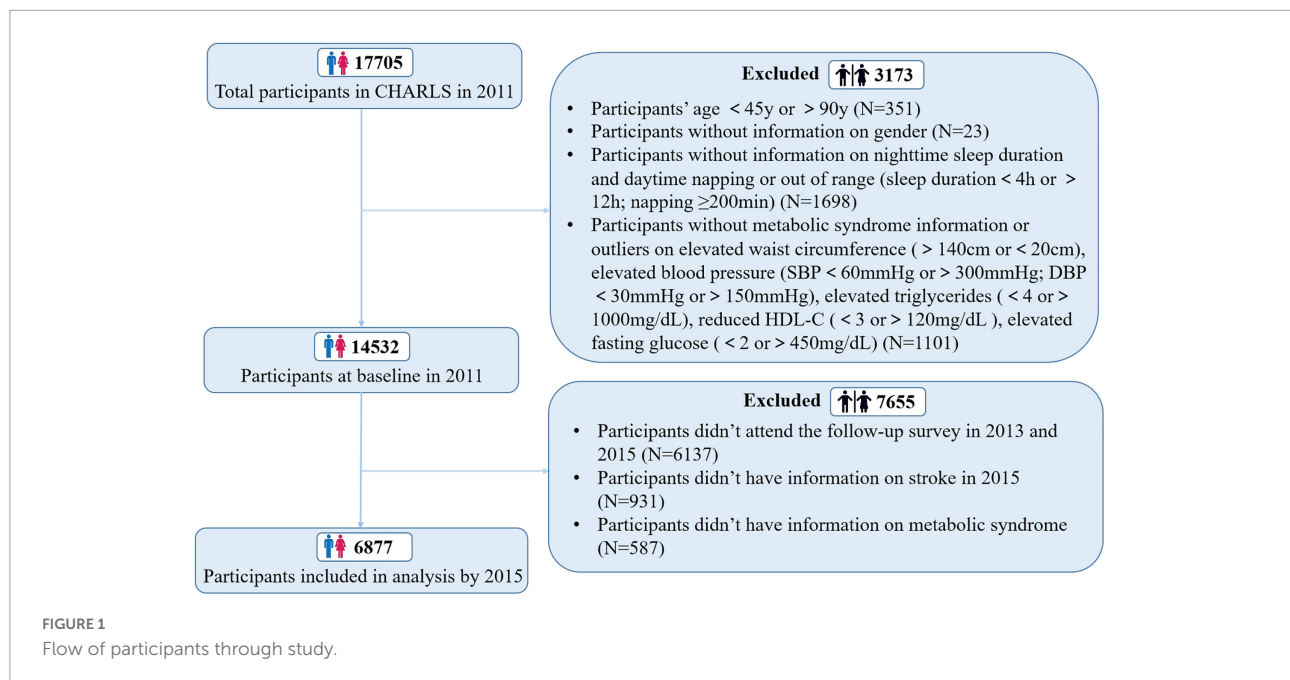 17705
Total participants in CHARLS in 2011
Excluded 3173
• Participants’ age < 45y or > 90y (N=351)
• Participants without information on gender (N=23)
• Participants without information on nighttime sleep duration
and daytime napping or out of range (sleep duration < 4h or >
12h; napping ≥200min) (N=1698)
• Participants without metabolic syndrome information or
outliers on elevated waist circumference ( > 140cm or < 20cm),
elevated blood pressure (SBP < 60mmHg or > 300mmHg; DBP
< 30mmHg or > 150mmHg), elevated triglycerides ( < 4 or >
1000mg/dL), reduced HDL-C ( < 3 or > 120mg/dL ), elevated
fasting glucose ( < 2 or > 450mg/dL) (N=1101)
14532
Participants at baseline in 2011
Excluded 7655
• Participants didn’t attend the follow-up survey in 2013 and
2015 (N=6137)
• Participants didn’t have information on stroke in 2015
(N=931)
• Participants didn’t have information on metabolic syndrome
(N=587)
6877
Participants included in analysis by 2015
FIGURE 1
Flow of participants through study.